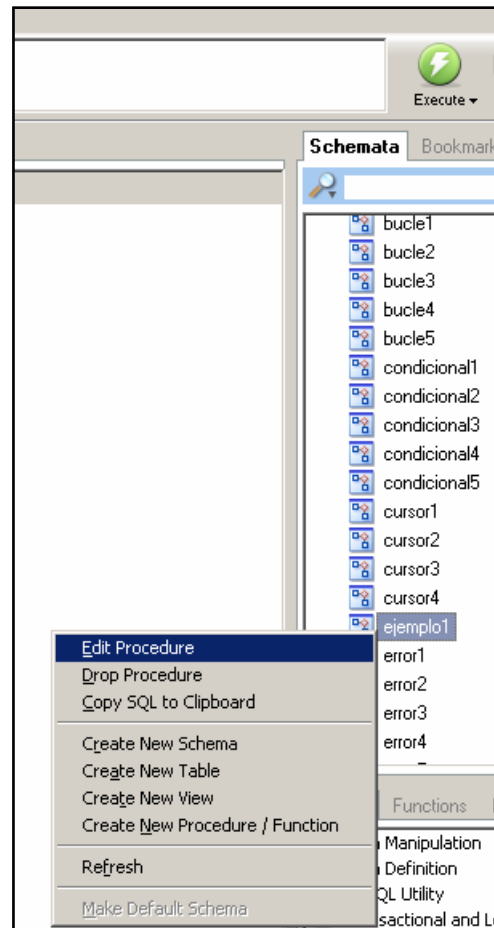 Execute
Schemata Bookmark
bucle1
bucle2
bucle3
bucle4
bucle5
condicional1
condicional2
condicional3
condicional4
condicional5
cursor1
cursor2
cursor3
cursor4
ejemplo1
error1
error2
error3
error4
Edit Procedure
Drop Procedure
Copy SQL to Clipboard
Create New Schema
Create New Table
Create New View
Create New Procedure / Function
Refresh
Make Default Schema
Functions
Manipulation
Definition
QL Utility
sactional and Lo